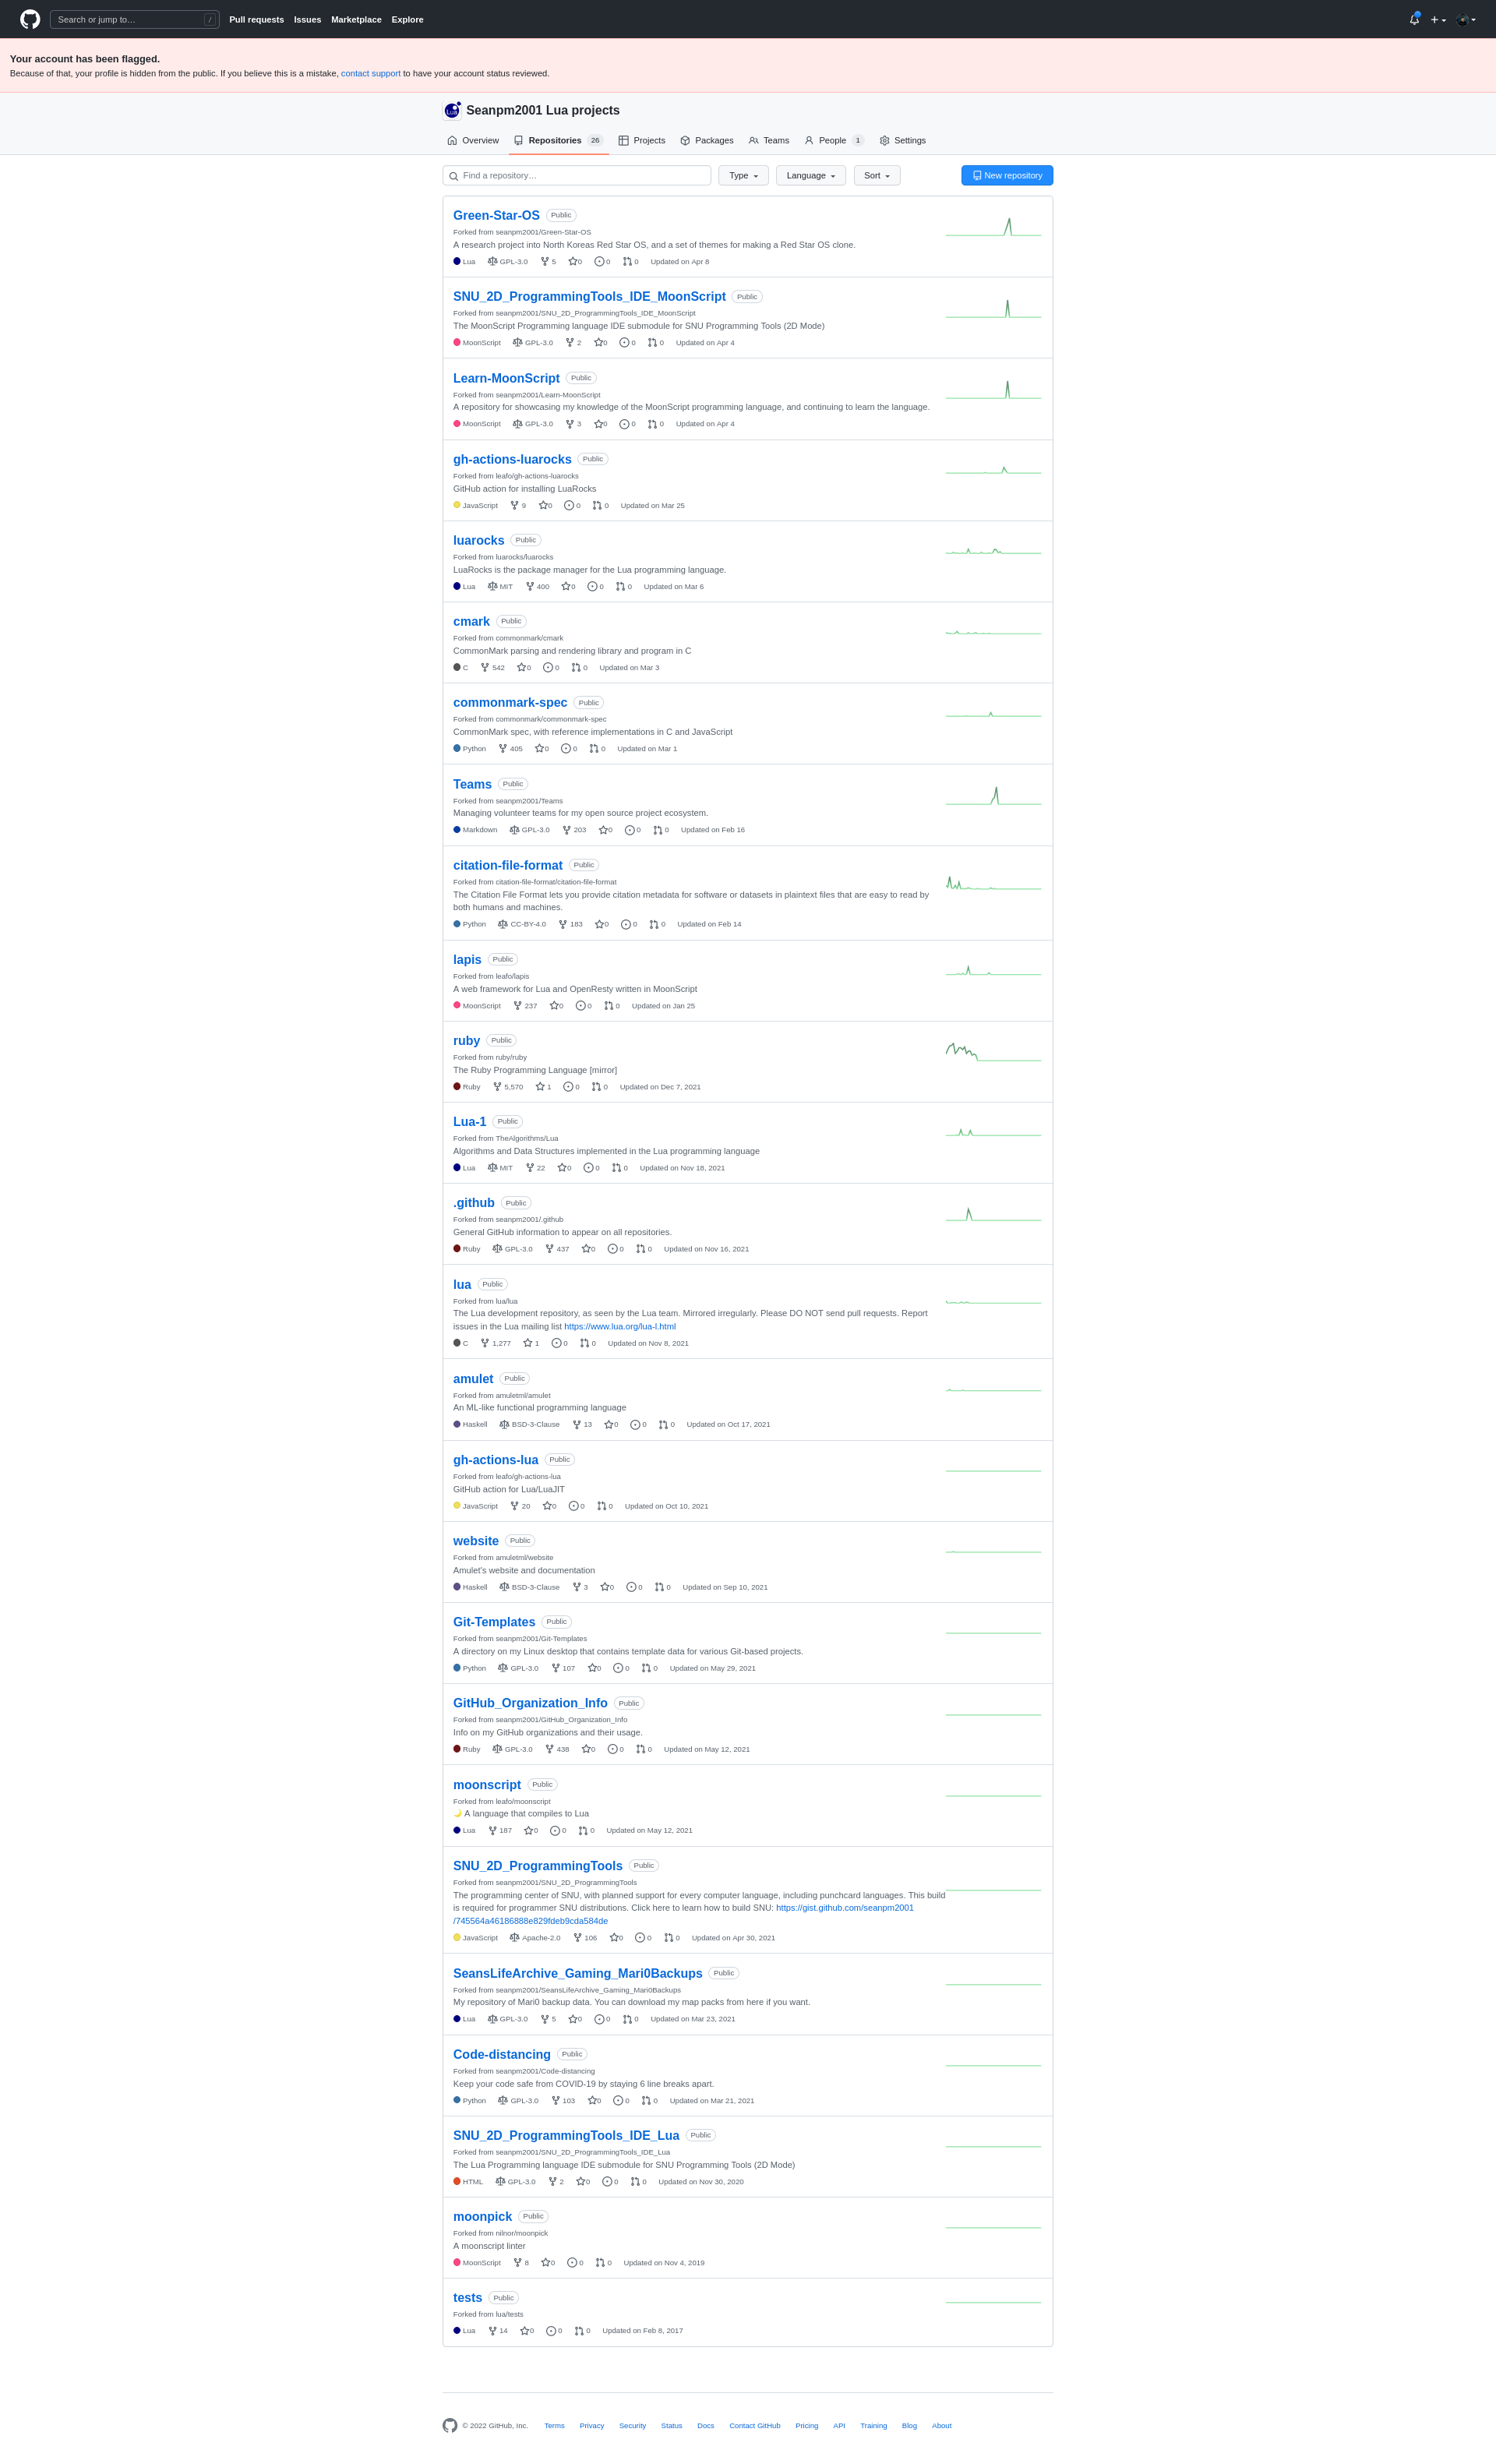 Search or jump to… / Pull requests Issues Marketplace Explore
Your account has been flagged.
Because of that, your profile is hidden from the public. If you believe this is a mistake, contact support to have your account status reviewed.
Seanpm2001 Lua projects
Overview Repositories 26 Projects Packages Teams People 1 Settings
Find a repository… Type Language Sort New repository
Green-Star-OS Public
Forked from seanpm2001/Green-Star-OS
A research project into North Koreas Red Star OS, and a set of themes for making a Red Star OS clone.
Lua GPL-3.0 5 0 0 0 Updated on Apr 8
SNU_2D_ProgrammingTools_IDE_MoonScript Public
Forked from seanpm2001/SNU_2D_ProgrammingTools_IDE_MoonScript
The MoonScript Programming language IDE submodule for SNU Programming Tools (2D Mode)
MoonScript GPL-3.0 2 0 0 0 Updated on Apr 4
Learn-MoonScript Public
Forked from seanpm2001/Learn-MoonScript
A repository for showcasing my knowledge of the MoonScript programming language, and continuing to learn the language.
MoonScript GPL-3.0 3 0 0 0 Updated on Apr 4
gh-actions-luarocks Public
Forked from leafo/gh-actions-luarocks
GitHub action for installing LuaRocks
JavaScript 9 0 0 0 Updated on Mar 25
luarocks Public
Forked from luarocks/luarocks
LuaRocks is the package manager for the Lua programming language.
Lua MIT 400 0 0 0 Updated on Mar 6
cmark Public
Forked from commonmark/cmark
CommonMark parsing and rendering library and program in C
C 542 0 0 0 Updated on Mar 3
commonmark-spec Public
Forked from commonmark/commonmark-spec
CommonMark spec, with reference implementations in C and JavaScript
Python 405 0 0 0 Updated on Mar 1
Teams Public
Forked from seanpm2001/Teams
Managing volunteer teams for my open source project ecosystem.
Markdown GPL-3.0 203 0 0 0 Updated on Feb 16
citation-file-format Public
Forked from citation-file-format/citation-file-format
The Citation File Format lets you provide citation metadata for software or datasets in plaintext files that are easy to read by
both humans and machines.
Python CC-BY-4.0 183 0 0 0 Updated on Feb 14
lapis Public
Forked from leafo/lapis
A web framework for Lua and OpenResty written in MoonScript
MoonScript 237 0 0 0 Updated on Jan 25
ruby Public
Forked from ruby/ruby
The Ruby Programming Language [mirror]
Ruby 5,570 1 0 0 Updated on Dec 7, 2021
Lua-1 Public
Forked from TheAlgorithms/Lua
Algorithms and Data Structures implemented in the Lua programming language
Lua MIT 22 0 0 0 Updated on Nov 18, 2021
.github Public
Forked from seanpm2001/.github
General GitHub information to appear on all repositories.
Ruby GPL-3.0 437 0 0 0 Updated on Nov 16, 2021
lua Public
Forked from lua/lua
The Lua development repository, as seen by the Lua team. Mirrored irregularly. Please DO NOT send pull requests. Report
issues in the Lua mailing list https://www.lua.org/lua-l.html
C 1,277 1 0 0 Updated on Nov 8, 2021
amulet Public
Forked from amuletml/amulet
An ML-like functional programming language
Haskell BSD-3-Clause 13 0 0 0 Updated on Oct 17, 2021
gh-actions-lua Public
Forked from leafo/gh-actions-lua
GitHub action for Lua/LuaJIT
JavaScript 20 0 0 0 Updated on Oct 10, 2021
website Public
Forked from amuletml/website
Amulet's website and documentation
Haskell BSD-3-Clause 3 0 0 0 Updated on Sep 10, 2021
Git-Templates Public
Forked from seanpm2001/Git-Templates
A directory on my Linux desktop that contains template data for various Git-based projects.
Python GPL-3.0 107 0 0 0 Updated on May 29, 2021
GitHub_Organization_Info Public
Forked from seanpm2001/GitHub_Organization_Info
Info on my GitHub organizations and their usage.
Ruby GPL-3.0 438 0 0 0 Updated on May 12, 2021
moonscript Public
Forked from leafo/moonscript
🌙 A language that compiles to Lua
Lua 187 0 0 0 Updated on May 12, 2021
SNU_2D_ProgrammingTools Public
Forked from seanpm2001/SNU_2D_ProgrammingTools
The programming center of SNU, with planned support for every computer language, including punchcard languages. This build
is required for programmer SNU distributions. Click here to learn how to build SNU: https://gist.github.com/seanpm2001
/745564a46186888e829fdeb9cda584de
JavaScript Apache-2.0 106 0 0 0 Updated on Apr 30, 2021
SeansLifeArchive_Gaming_Mari0Backups Public
Forked from seanpm2001/SeansLifeArchive_Gaming_Mari0Backups
My repository of Mari0 backup data. You can download my map packs from here if you want.
Lua GPL-3.0 5 0 0 0 Updated on Mar 23, 2021
Code-distancing Public
Forked from seanpm2001/Code-distancing
Keep your code safe from COVID-19 by staying 6 line breaks apart.
Python GPL-3.0 103 0 0 0 Updated on Mar 21, 2021
SNU_2D_ProgrammingTools_IDE_Lua Public
Forked from seanpm2001/SNU_2D_ProgrammingTools_IDE_Lua
The Lua Programming language IDE submodule for SNU Programming Tools (2D Mode)
HTML GPL-3.0 2 0 0 0 Updated on Nov 30, 2020
moonpick Public
Forked from nilnor/moonpick
A moonscript linter
MoonScript 8 0 0 0 Updated on Nov 4, 2019
tests Public
Forked from lua/tests
Lua 14 0 0 0 Updated on Feb 8, 2017
© 2022 GitHub, Inc. Terms Privacy Security Status Docs Contact GitHub Pricing API Training Blog About